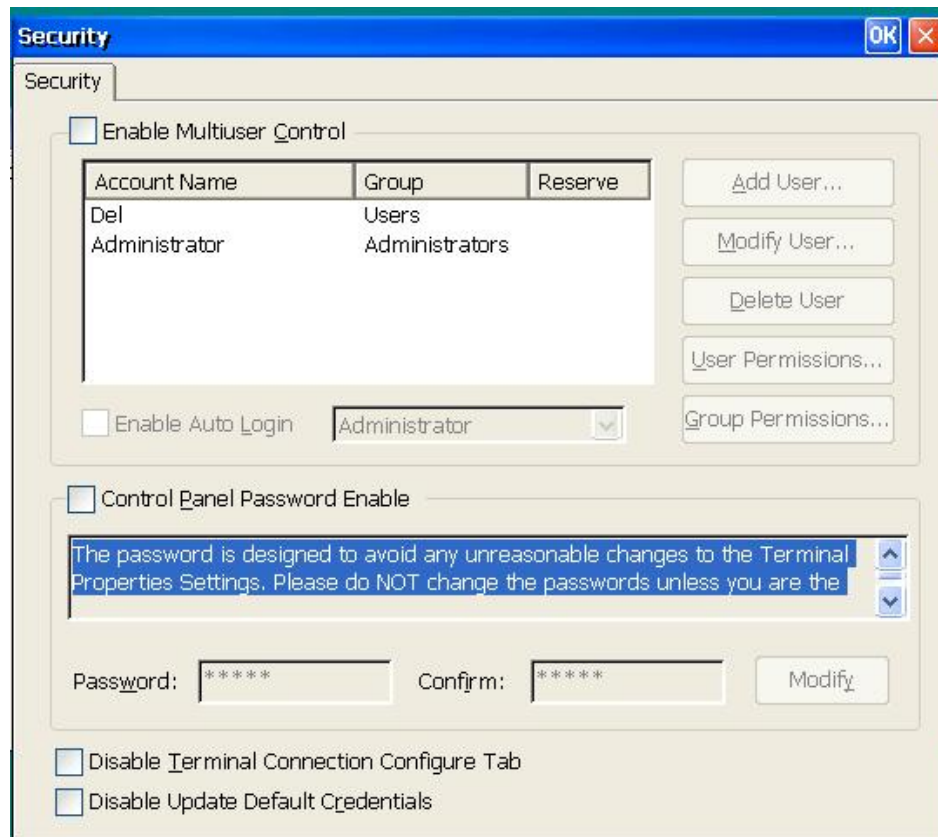 Security OK
Security
Enable Multiuser Control
Account Name Group Reserve
Del Users
Administrator Administrators
Add User...
Modify User...
Delete User
User Permissions...
Group Permissions...
Enable Auto Login Administrator
Control Panel Password Enable
The password is designed to avoid any unreasonable changes to the Terminal
Properties Settings. Please do NOT change the passwords unless you are the
Password: ***** Confirm: ***** Modify
Disable Terminal Connection Configure Tab
Disable Update Default Credentials